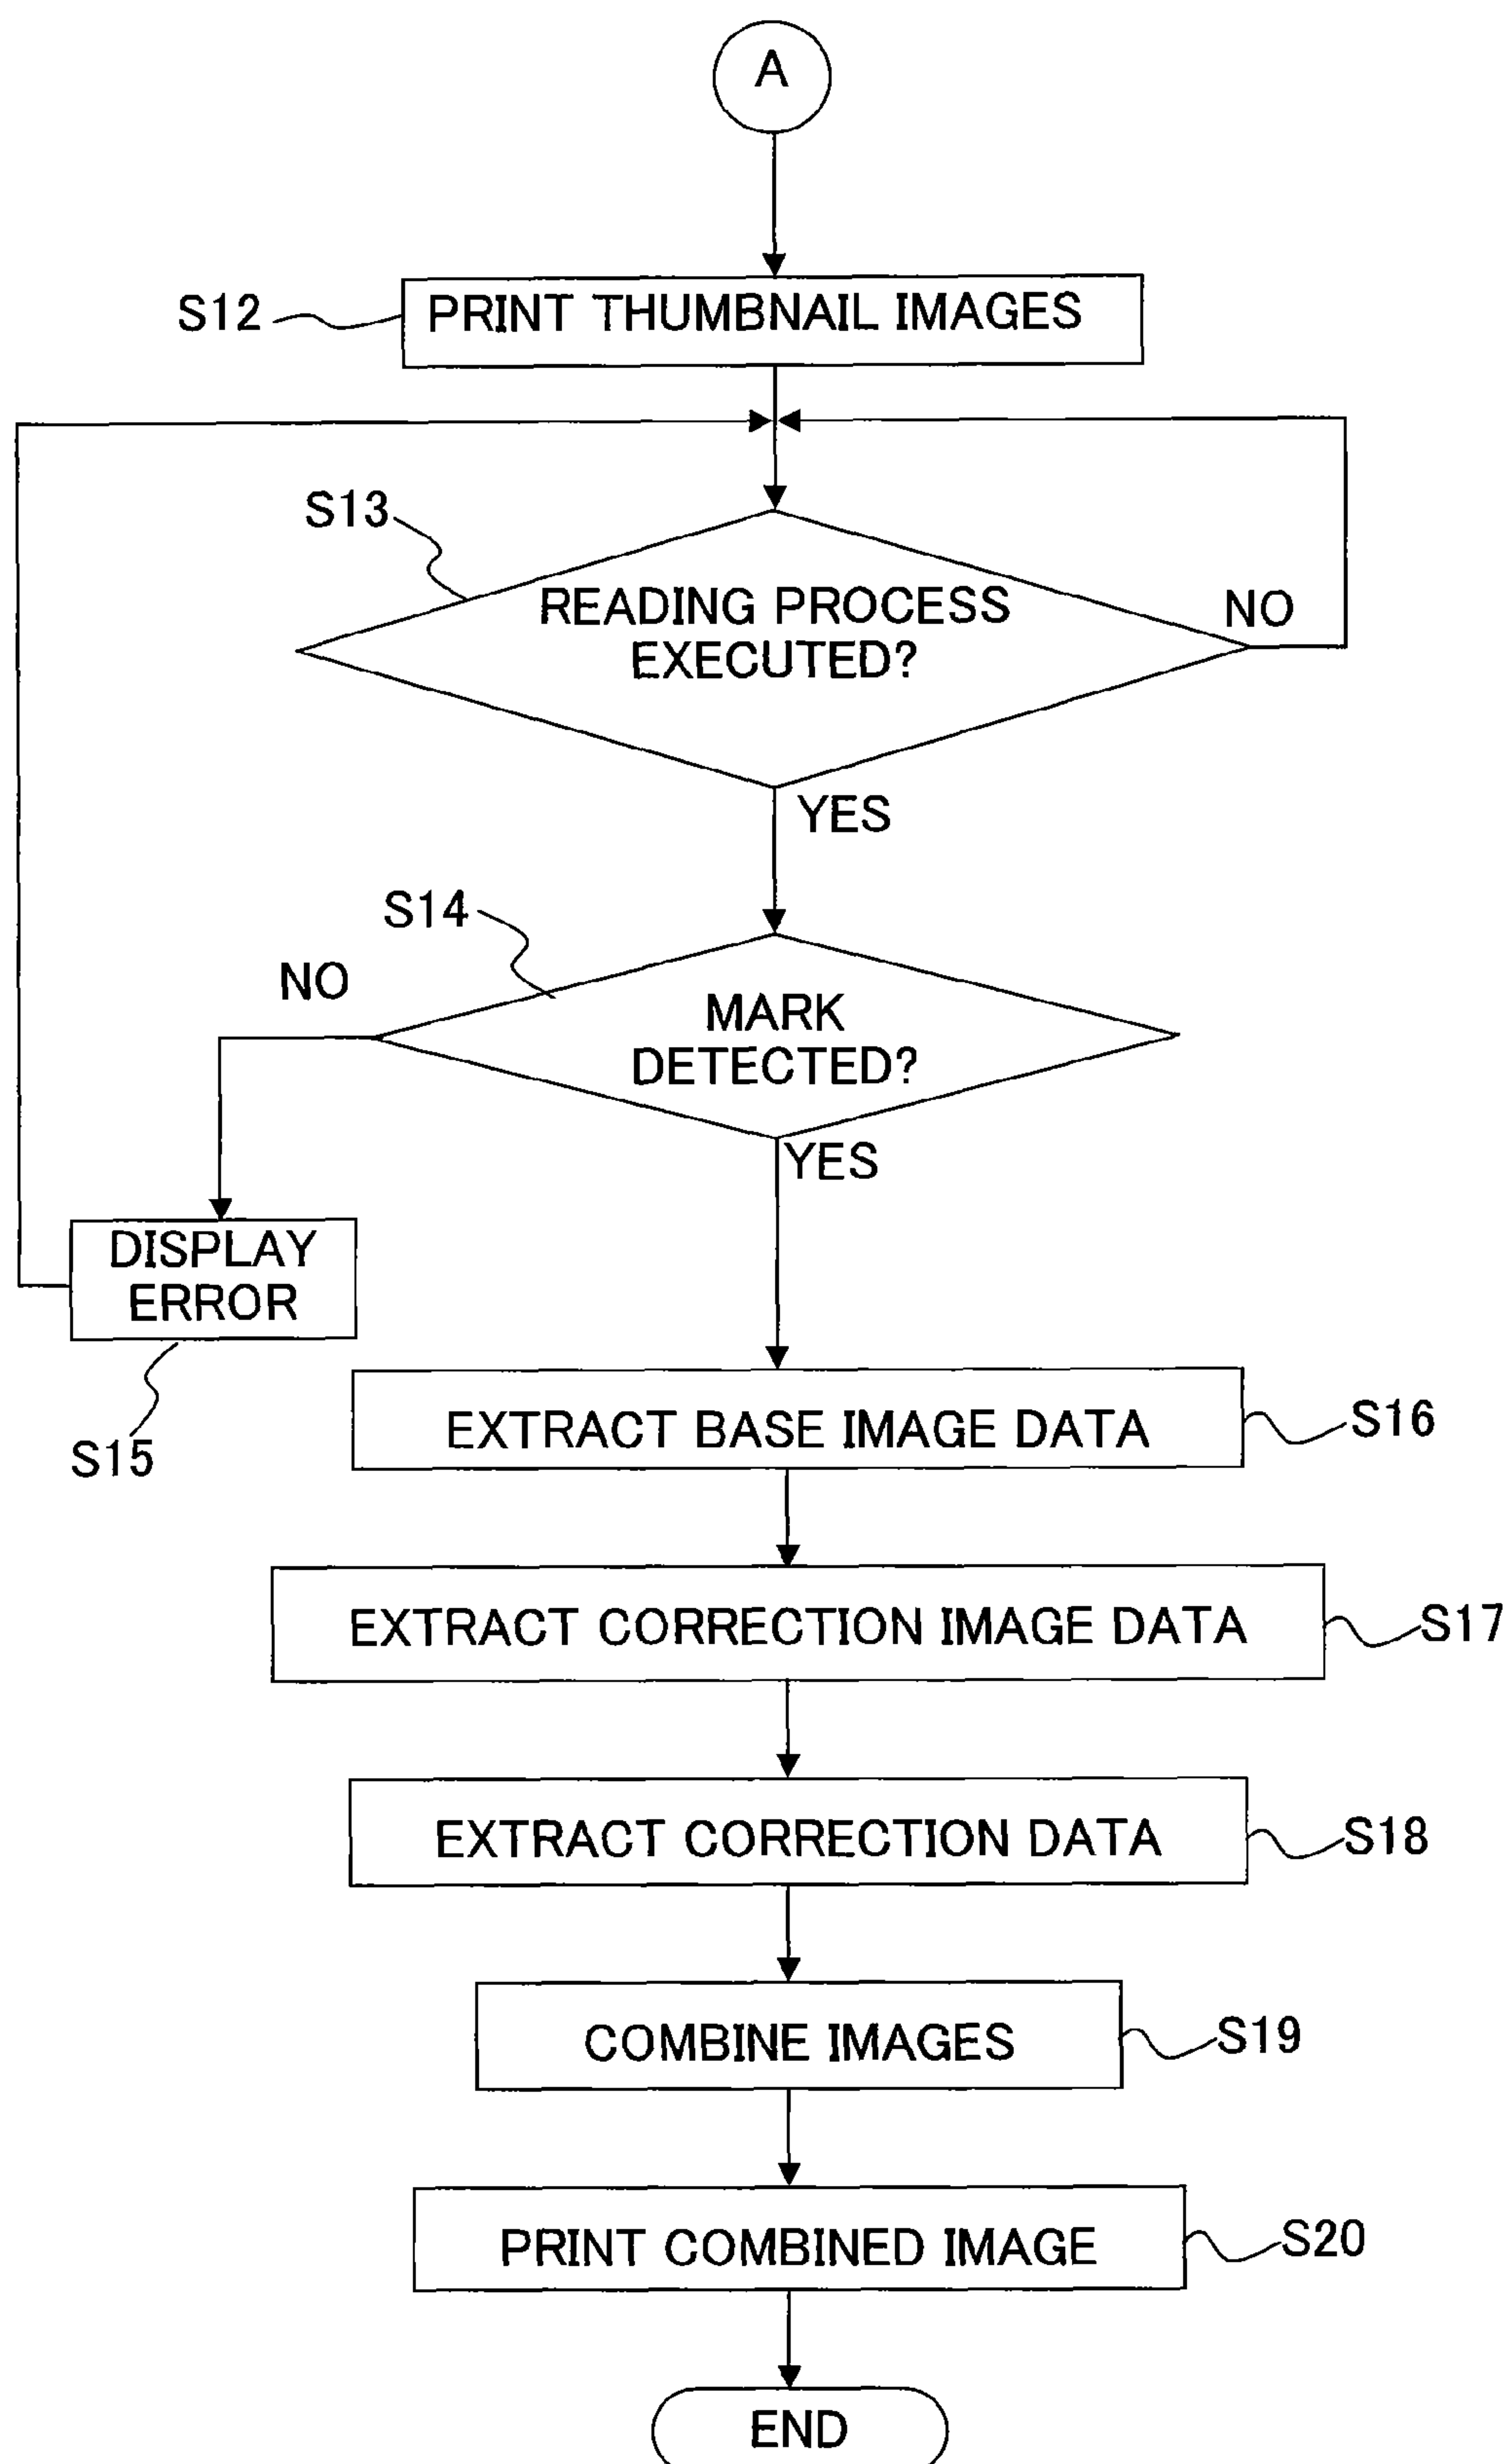 A
S12
PRINT THUMBNAIL IMAGES
S13
READING PROCESS
EXECUTED?
NO
YES
S14
NO
MARK
DETECTED?
YES
DISPLAY
ERROR
S15
EXTRACT BASE IMAGE DATA
S16
EXTRACT CORRECTION IMAGE DATA
S17
EXTRACT CORRECTION DATA
S18
COMBINE IMAGES
S19
PRINT COMBINED IMAGE
S20
END